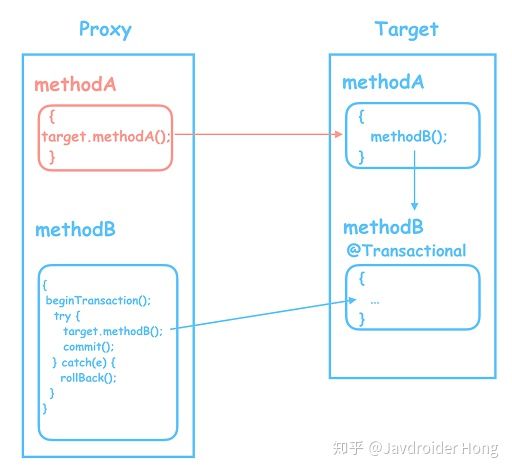 Proxy
methodA
{
target.methodA();
}
methodB
{
beginTransaction();
try {
target.methodB();
commit();
} catch(e) {
rollBack();
}
}
Target
methodA
{
methodB();
}
methodB
@Transactional
{
...
}
知乎 @Javdroider Hong